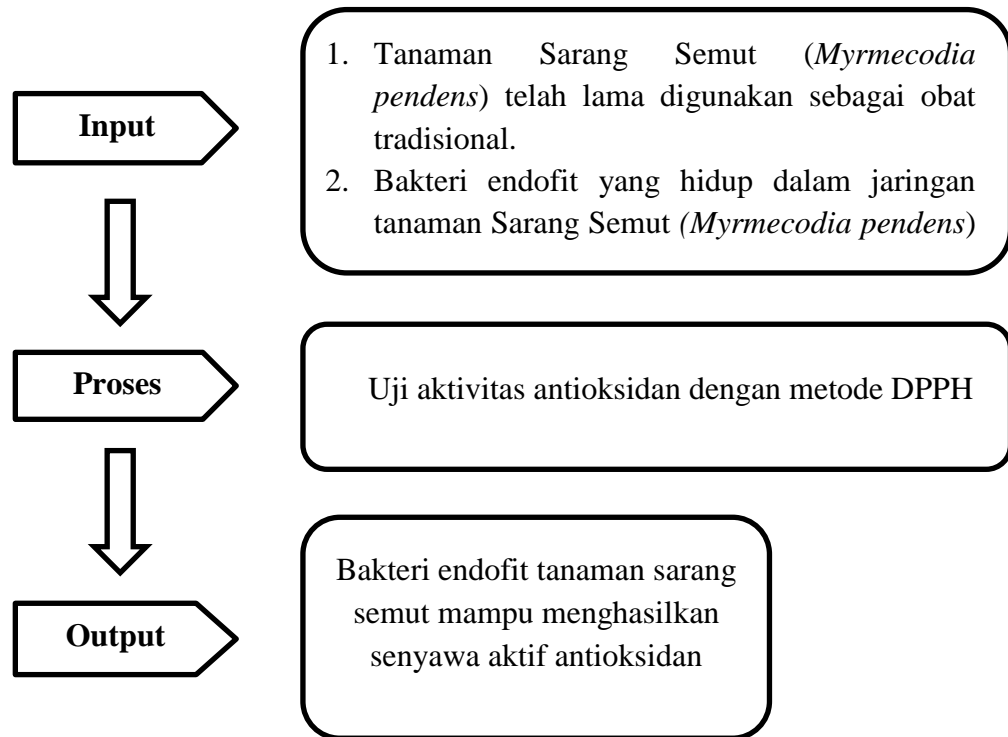 Input
1. Tanaman Sarang Semut (Myrmecodia
pendens) telah lama digunakan sebagai obat
tradisional.
2. Bakteri endofit yang hidup dalam jaringan
tanaman Sarang Semut (Myrmecodia pendens)
Proses
Uji aktivitas antioksidan dengan metode DPPH
Output
Bakteri endofit tanaman sarang
semut mampu menghasilkan
senyawa aktif antioksidan